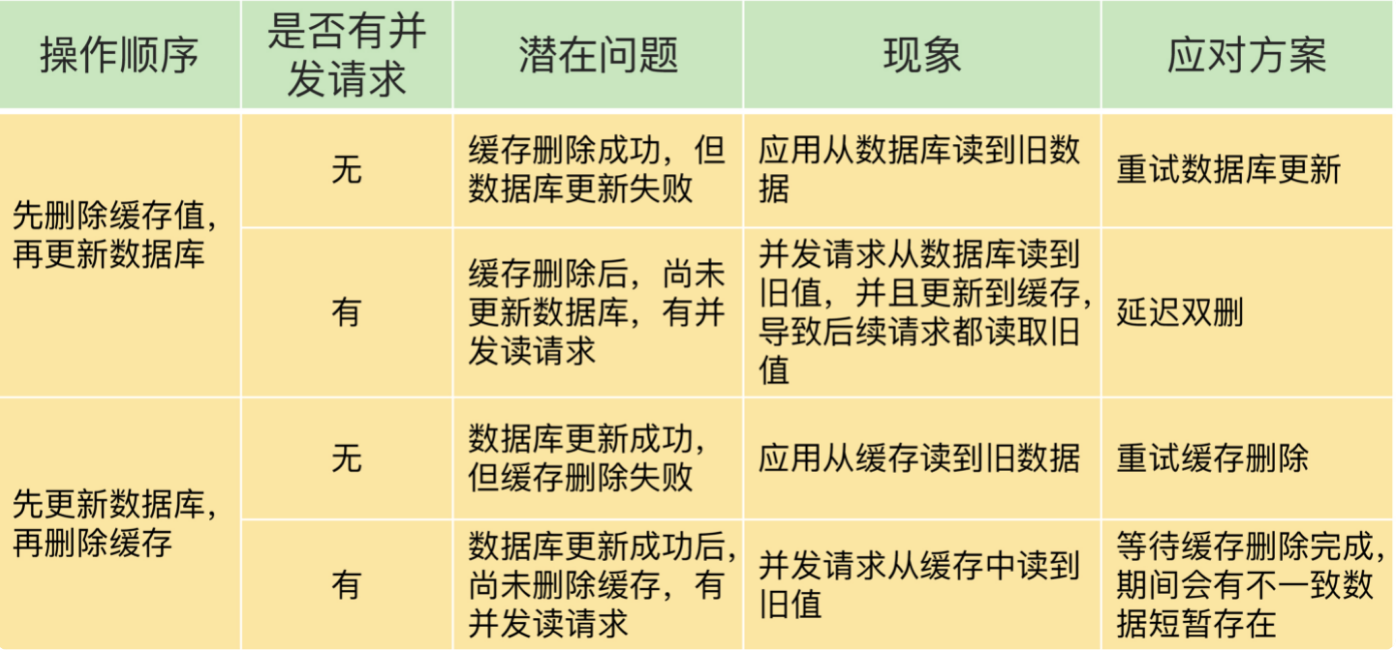 操作顺序
是否有并
发请求
潜在问题
现象
应对方案
先删除缓存值，
再更新数据库
无
缓存删除成功，但
数据库更新失败
应用从数据库读到旧数
据
重试数据库更新
有
缓存删除后，尚未
更新数据库，有并
发读请求
并发请求从数据库读到
旧值，并且更新到缓存，
导致后续请求都读取旧
值
延迟双删
先更新数据库，
再删除缓存
无
数据库更新成功，
但缓存删除失败
应用从缓存读到旧数据
重试缓存删除
有
数据库更新成功后，
尚未删除缓存，有
并发读请求
并发请求从缓存中读到
旧值
等待缓存删除完成，
期间会有不一致数
据短暂存在